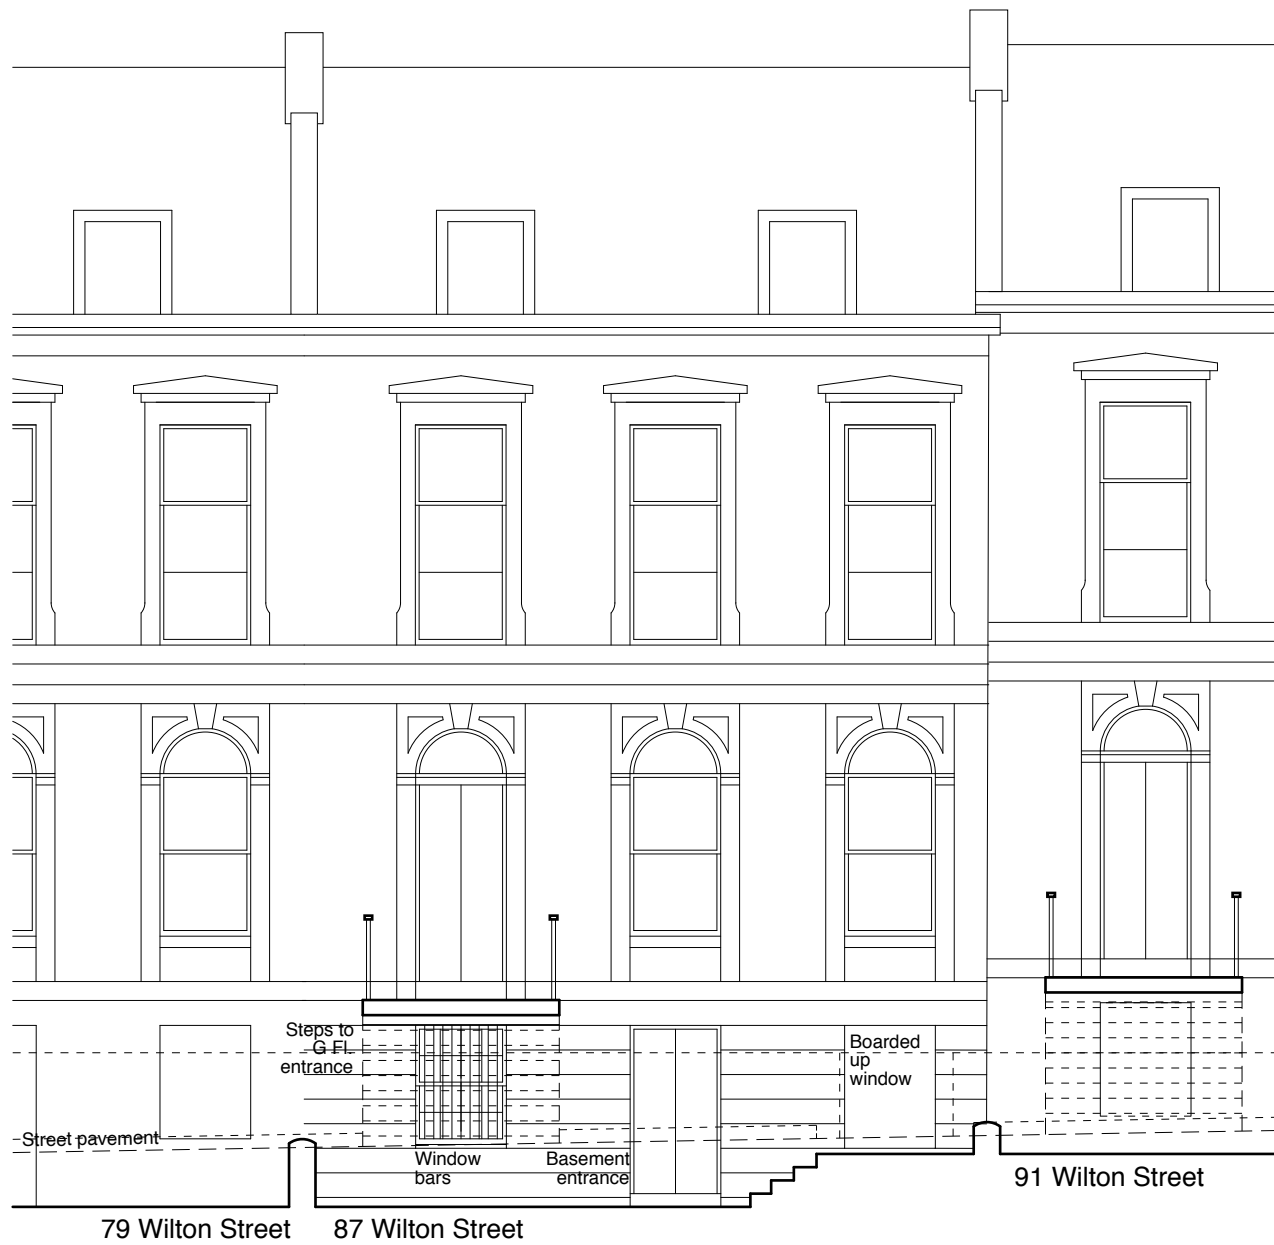 Steps to
G Fl.
entrance
Boarded
up
window
Street pavement
Window
bars
Basement
entrance
91 Wilton Street
79 Wilton Street
87 Wilton Street